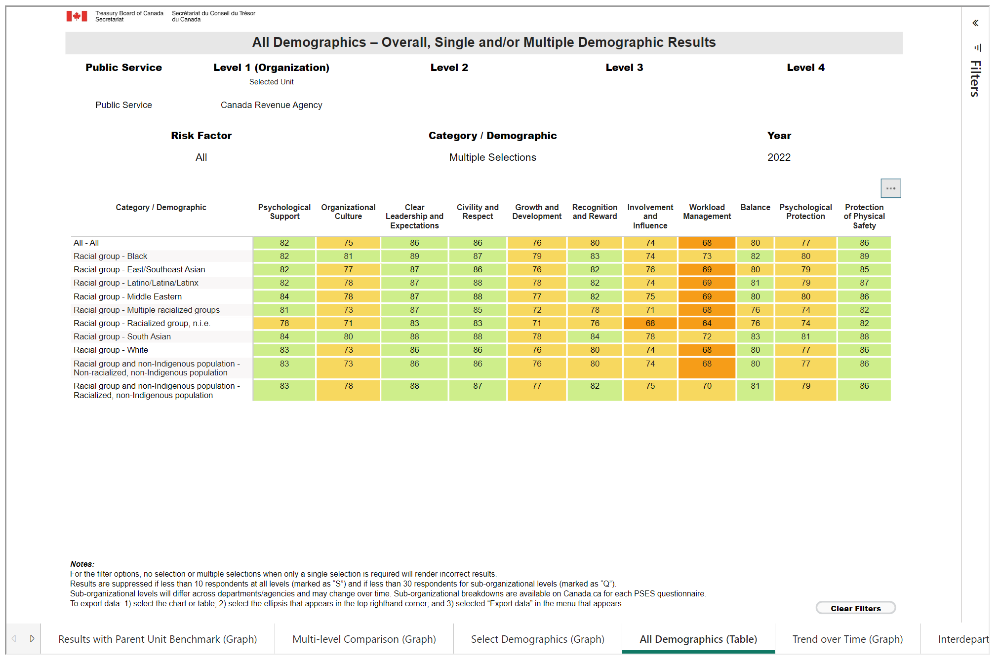 Treasury Board of Canada Secrétariat du Conseil du Trésor
Secretariat du Canada
All Demographics – Overall, Single and/or Multiple Demographic Results
Public Service Level 1 (Organization) Level 2 Level 3 Level 4
Selected Unit
Public Service Canada Revenue Agency
Risk Factor Category / Demographic Year
All Multiple Selections 2022
Category / Demographic Psychological Organizational Clear Civility and Growth and Recognition Involvement Workload Balance Psychological Protection
Support Culture Leadership and Respect Development and Reward and Management Protection of Physical
Expectations Influence Safety
All - All 82 75 86 86 76 80 74 68 80 77 86
Racial group - Black 82 81 89 87 79 83 74 73 82 80 89
Racial group - East/Southeast Asian 82 77 87 86 76 82 76 69 80 79 85
Racial group - Latino/Latina/Latinx 82 78 87 88 78 82 74 69 81 79 87
Racial group - Middle Eastern 84 78 87 88 77 82 75 69 80 80 86
Racial group - Multiple racialized groups 81 73 87 85 72 78 71 68 76 74 82
Racial group - Racialized group, n.i.e. 78 71 83 83 71 76 68 64 76 74 82
Racial group - South Asian 84 80 88 88 78 84 78 72 83 81 88
Racial group - White 83 73 86 86 76 80 74 68 80 77 86
Racial group and non-Indigenous population - 83 73 86 86 76 80 74 68 80 77 86
Non-racialized, non-Indigenous population
Racial group and non-Indigenous population - 83 78 88 87 77 82 75 70 81 79 86
Racialized, non-Indigenous population
Notes:
For the filter options, no selection or multiple selections when only a single selection is required will render incorrect results.
Results are suppressed if less than 10 respondents at all levels (marked as “S”) and if less than 30 respondents for sub-organizational levels (marked as “Q”).
Sub-organizational levels will differ across departments/agencies and may change over time. Sub-organizational breakdowns are available on Canada.ca for each PSES questionnaire.
To export data: 1) select the chart or table; 2) select the ellipsis that appears in the top righthand corner; and 3) selected “Export data” in the menu that appears.
Clear Filters
Results with Parent Unit Benchmark (Graph) Multi-level Comparison (Graph) Select Demographics (Graph) All Demographics (Table) Trend over Time (Graph) Interdepart
Filters